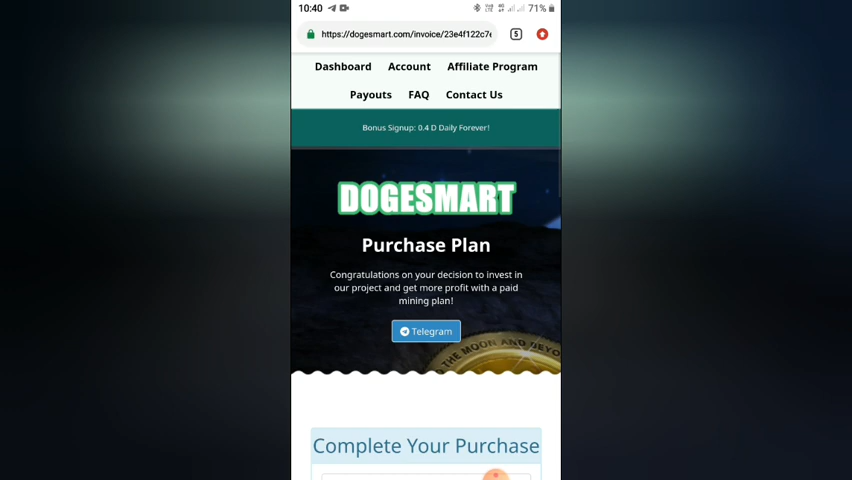 10:40 71%
https://dogesmart.com/invoice/23e4f122c7e 5
Dashboard Account Affiliate Program
Payouts FAQ Contact Us
Bonus Signup: 0.4 D Daily Forever!
DOGESMART
Purchase Plan
Congratulations on your decision to invest in
our project and get more profit with a paid
mining plan!
Telegram
THE MOON AND BEYO
Complete Your Purchase